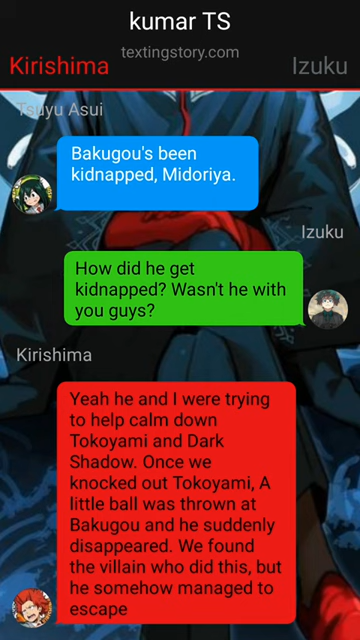 kumar TS
textingstory.com
Kirishima
Izuku
Tsuyu Asui
Bakugou's been
kidnapped, Midoriya.
Izuku
How did he get
kidnapped? Wasn't he with
you guys?
Kirishima
Yeah he and I were trying
to help calm down
Tokoyami and Dark
Shadow. Once we
knocked out Tokoyami, A
little ball was thrown at
Bakugou and he suddenly
disappeared. We found
the villain who did this, but
he somehow managed to
escape